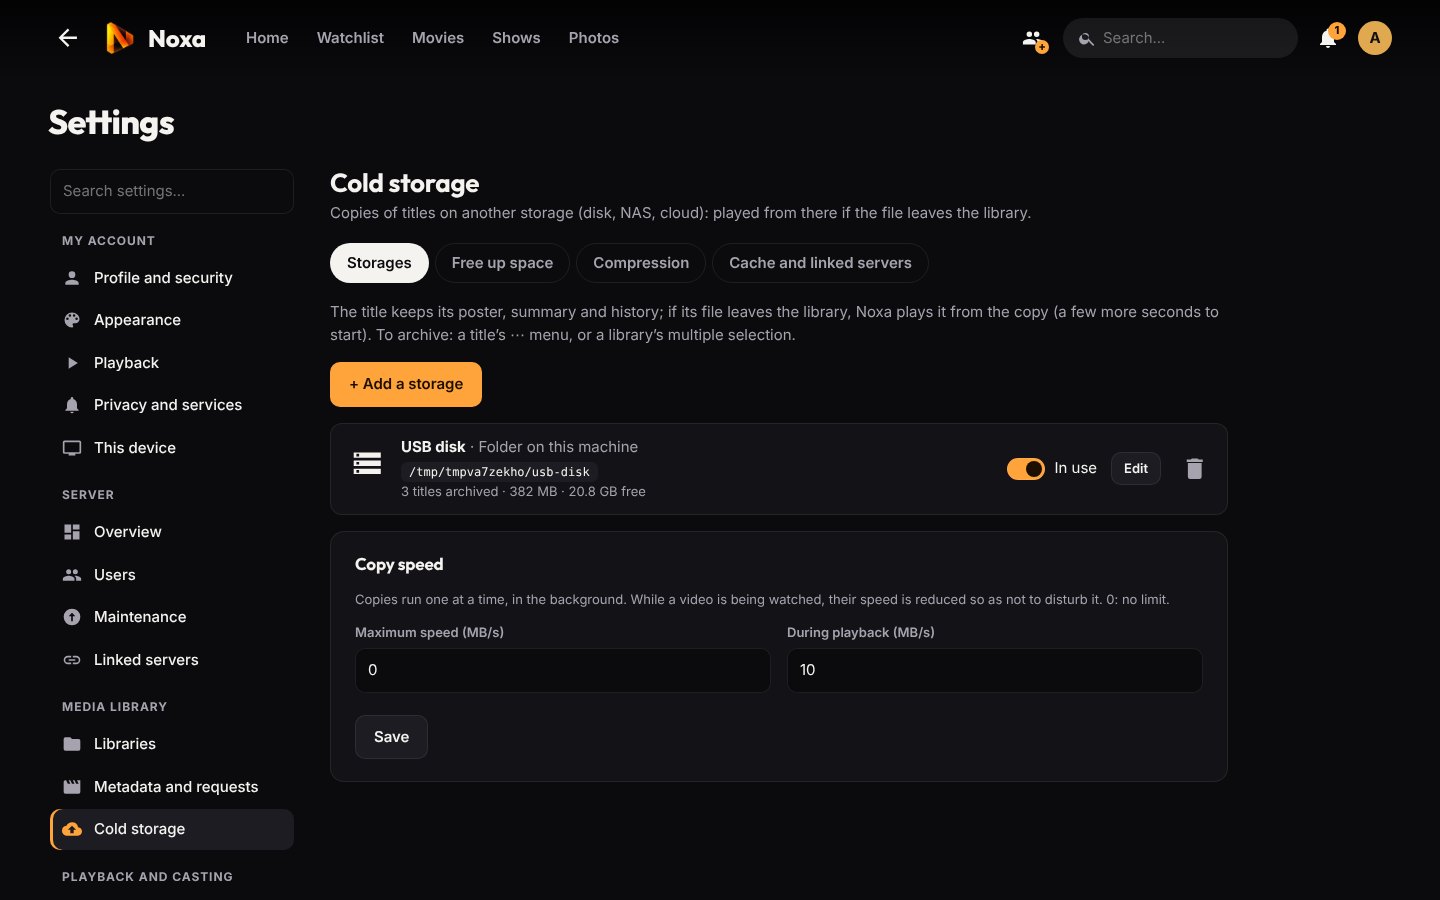 Noxa
Home
Watchlist
Movies
Shows
Photos
Search...
1
A
Settings
Search settings...
MY ACCOUNT
Profile and security
Appearance
Playback
Privacy and services
This device
SERVER
Overview
Users
Maintenance
Linked servers
MEDIA LIBRARY
Libraries
Metadata and requests
Cold storage
PLAYBACK AND CASTING
Cold storage
Copies of titles on another storage (disk, NAS, cloud): played from there if the file leaves the library.
Storages
Free up space
Compression
Cache and linked servers
The title keeps its poster, summary and history; if its file leaves the library, Noxa plays it from the copy (a few more seconds to
start). To archive: a title's ··· menu, or a library's multiple selection.
+ Add a storage
USB disk · Folder on this machine
/tmp/tmpva7zekho/usb-disk
3 titles archived · 382 MB · 20.8 GB free
In use
Edit
Copy speed
Copies run one at a time, in the background. While a video is being watched, their speed is reduced so as not to disturb it. 0: no limit.
Maximum speed (MB/s)
0
During playback (MB/s)
10
Save